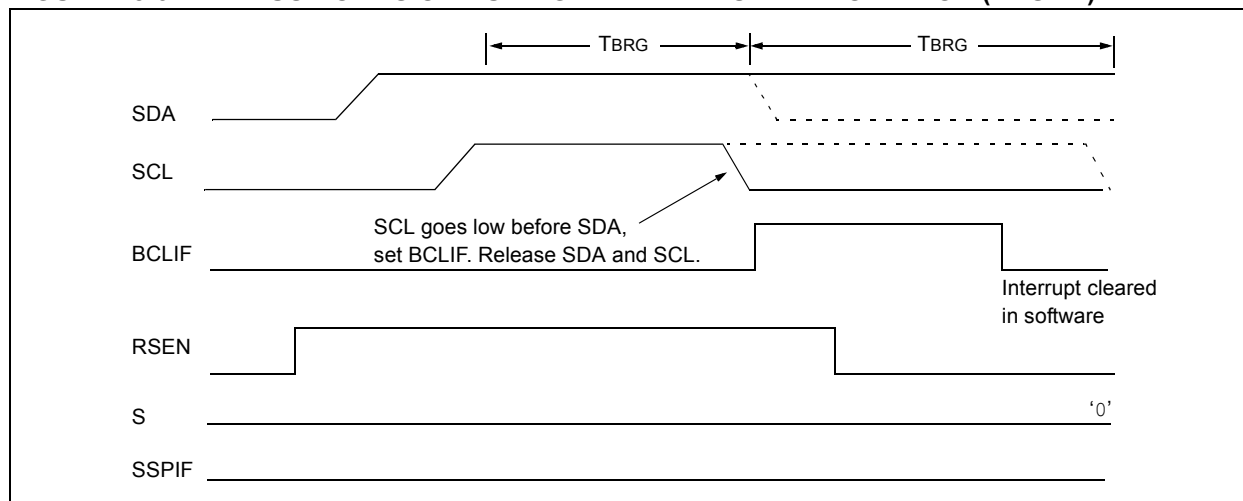 TBRG TBRG
SDA
SCL
SCL goes low before SDA,
set BCLIF. Release SDA and SCL.
BCLIF
Interrupt cleared
in software
RSEN
S
‘0’
SSPIF